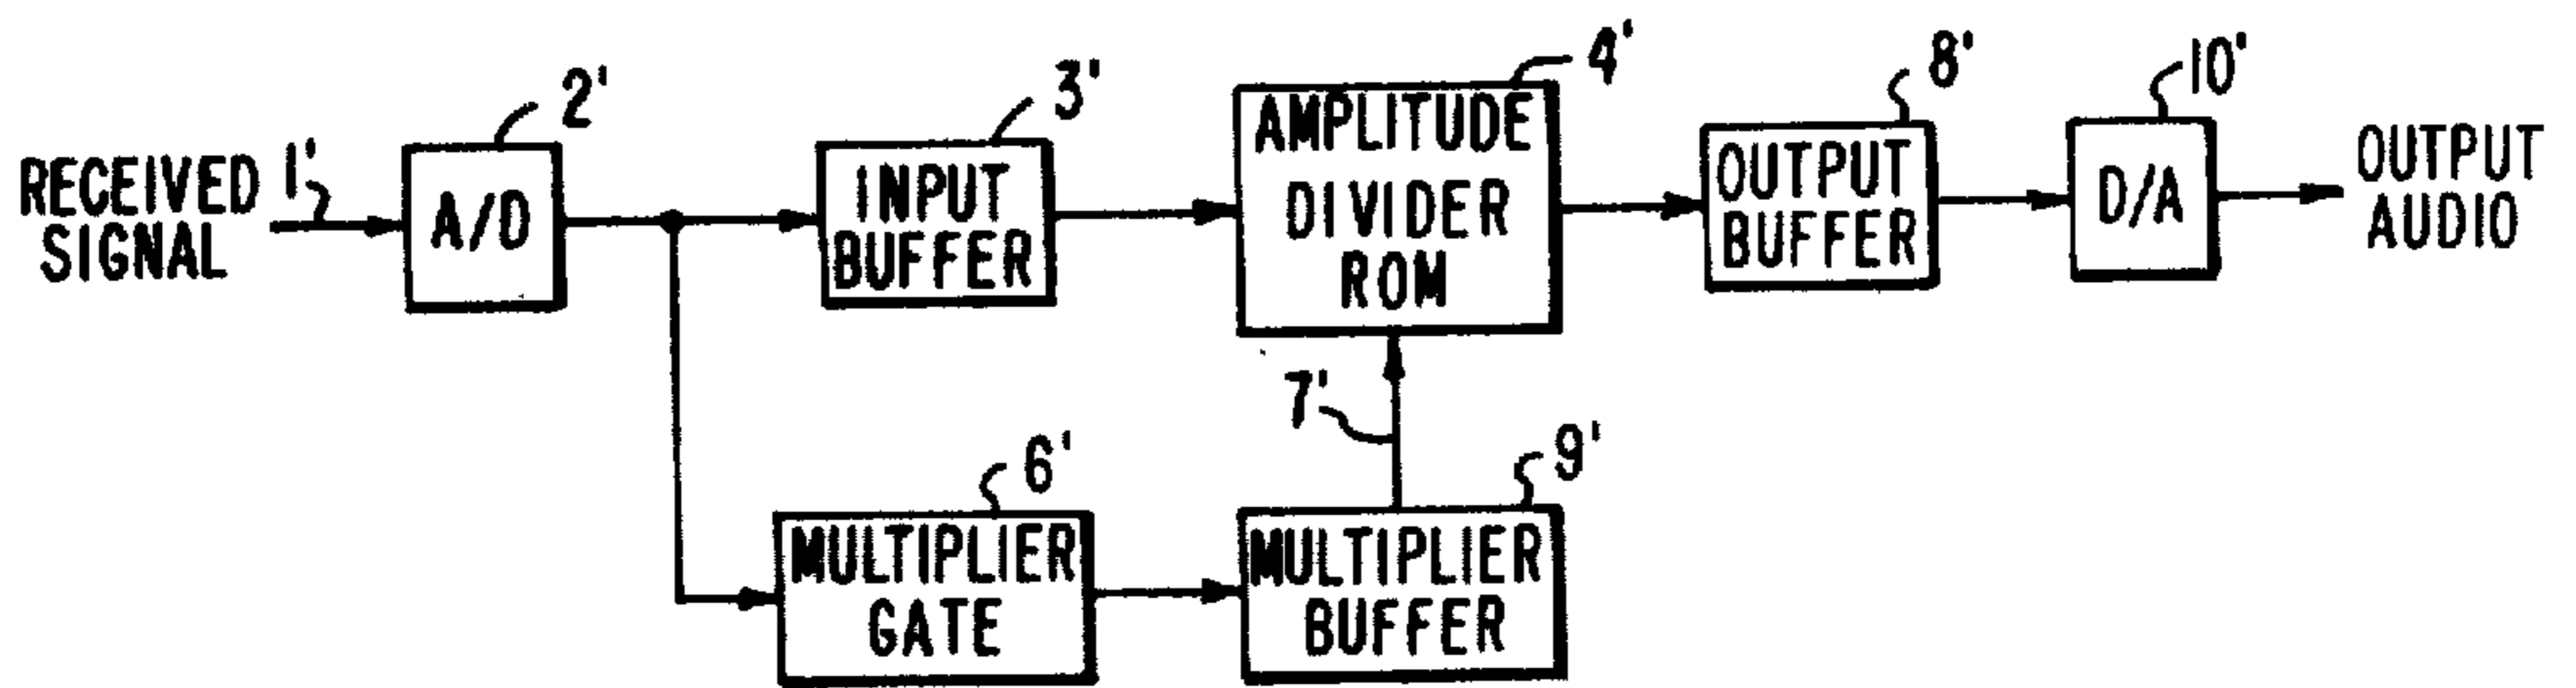 RECEIVED
SIGNAL
1'
2'
A/D
3'
INPUT
BUFFER
4'
AMPLITUDE
DIVIDER
ROM
8'
OUTPUT
BUFFER
10'
D/A
OUTPUT
AUDIO
6'
MULTIPLIER
GATE
7'
9'
MULTIPLIER
BUFFER